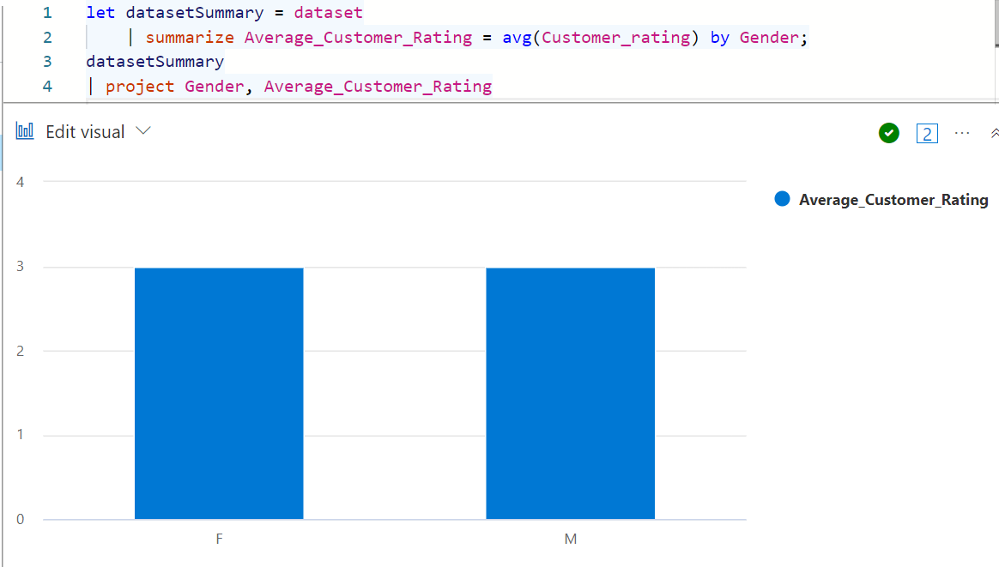 1 let datasetSummary = dataset
2 | summarize Average_Customer_Rating = avg(Customer_rating) by Gender;
3 datasetSummary
4 | project Gender, Average_Customer_Rating
Edit visual
2 ...
4
Average_Customer_Rating
3
2
1
0
F M